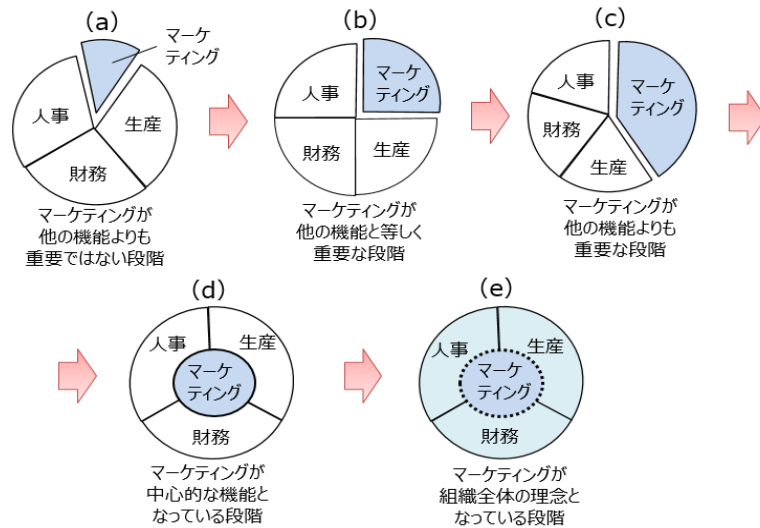 (a)
マーケ
ティング
人事
生産
財務
マーケティングが
他の機能よりも
重要ではない段階
(b)
人事
マーケ
ティング
財務
生産
マーケティングが
他の機能と等しく
重要な段階
(c)
人事
マーケ
ティング
財務
生産
マーケティングが
他の機能よりも
重要な段階
(d)
人事
生産
マーケ
ティング
財務
マーケティングが
中心的な機能と
なっている段階
(e)
人事
生産
マーケ
ティング
財務
マーケティングが
組織全体の理念と
なっている段階